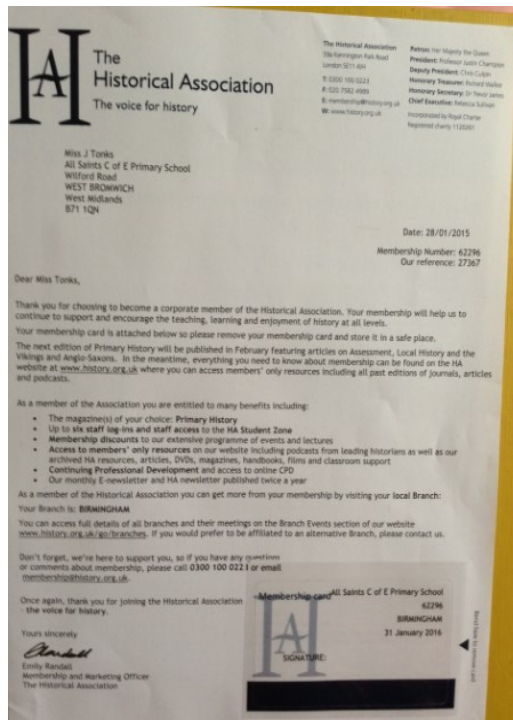 The
Historical Association
The voice for history
The Historical Association
59a Kennington Park Road
London SE11 4JH
T: 0300 100 0223
F: 020 7582 4989
E: membership@history.org.uk
W: www.history.org.uk
Patron: Her Majesty the Queen
President: Professor Justin Champion
Deputy President: Chris Culpin
Honorary Treasurer: Richard Walker
Honorary Secretary: Dr Trevor James
Chief Executive: Rebecca Sullivan
Incorporated by Royal Charter
Registered charity
Miss J Tonks
All Saints C of E Primary School
Wilford Road
WEST BROMWICH
West Midlands
B71 1QN
Date: 28/01/2015
Membership Number: 62296
Our reference: 27367
Dear Miss Tonks,
Thank you for choosing to become a corporate member of the Historical Association. Your membership will help us to
continue to support and encourage the teaching, learning and enjoyment of history at all levels.
Your membership card is attached below so please remove your membership card and store it in a safe place.
The next edition of Primary History will be published in February featuring articles on Assessment, Local History and the
Vikings and Anglo-Saxons. In the meantime, everything you need to know about membership can be found on the HA
website at www.history.org.uk where you can access members' only resources including all past editions of journals, articles
and podcasts.
As a member of the Association you are entitled to many benefits including:
• The magazine(s) of your choice: Primary History
• Up to six staff log-ins and staff access to the HA Student Zone
• Membership discounts to our extensive programme of events and lectures
• Access to members' only resources on our website including podcasts from leading historians as well as our
archived HA resources, articles, DVDs, magazines, handbooks, films and classroom support
• Continuing Professional Development and access to online CPD
• Our monthly E-newsletter and HA newsletter published twice a year
As a member of the Historical Association you can get more from your membership by visiting your local Branch:
Your Branch is: BIRMINGHAM
You can access full details of all branches and their meetings on the Branch Events section of our website
www.history.org.uk/go/branches. If you would prefer to be affiliated to an alternative Branch, please contact us.
Don't forget, we're here to support you, so if you have any questions
or comments about membership, please call 0300 100 0223 or email
membership@history.org.uk.
Once again, thank you for joining the Historical Association
- the voice for history.
Yours sincerely
Emily Randall
Membership and Marketing Officer
The Historical Association
Membership card
All Saints C of E Primary School
62296
BIRMINGHAM
31 January 2016
HA
SIGNATURE: